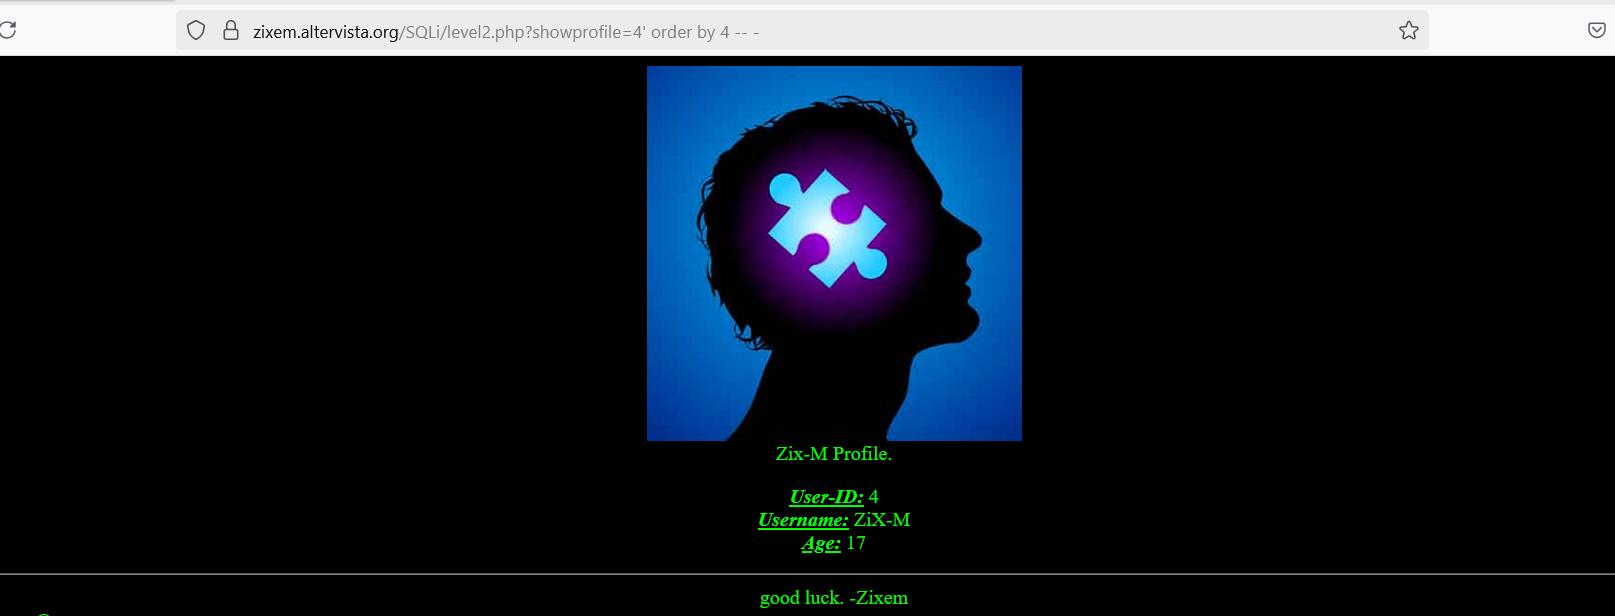 zixem.altervista.org/SQLi/level2.php?showprofile=4' order by 4 -- -
Zix-M Profile.
User-ID: 4
Username: ZiX-M
Age: 17
good luck. -Zixem